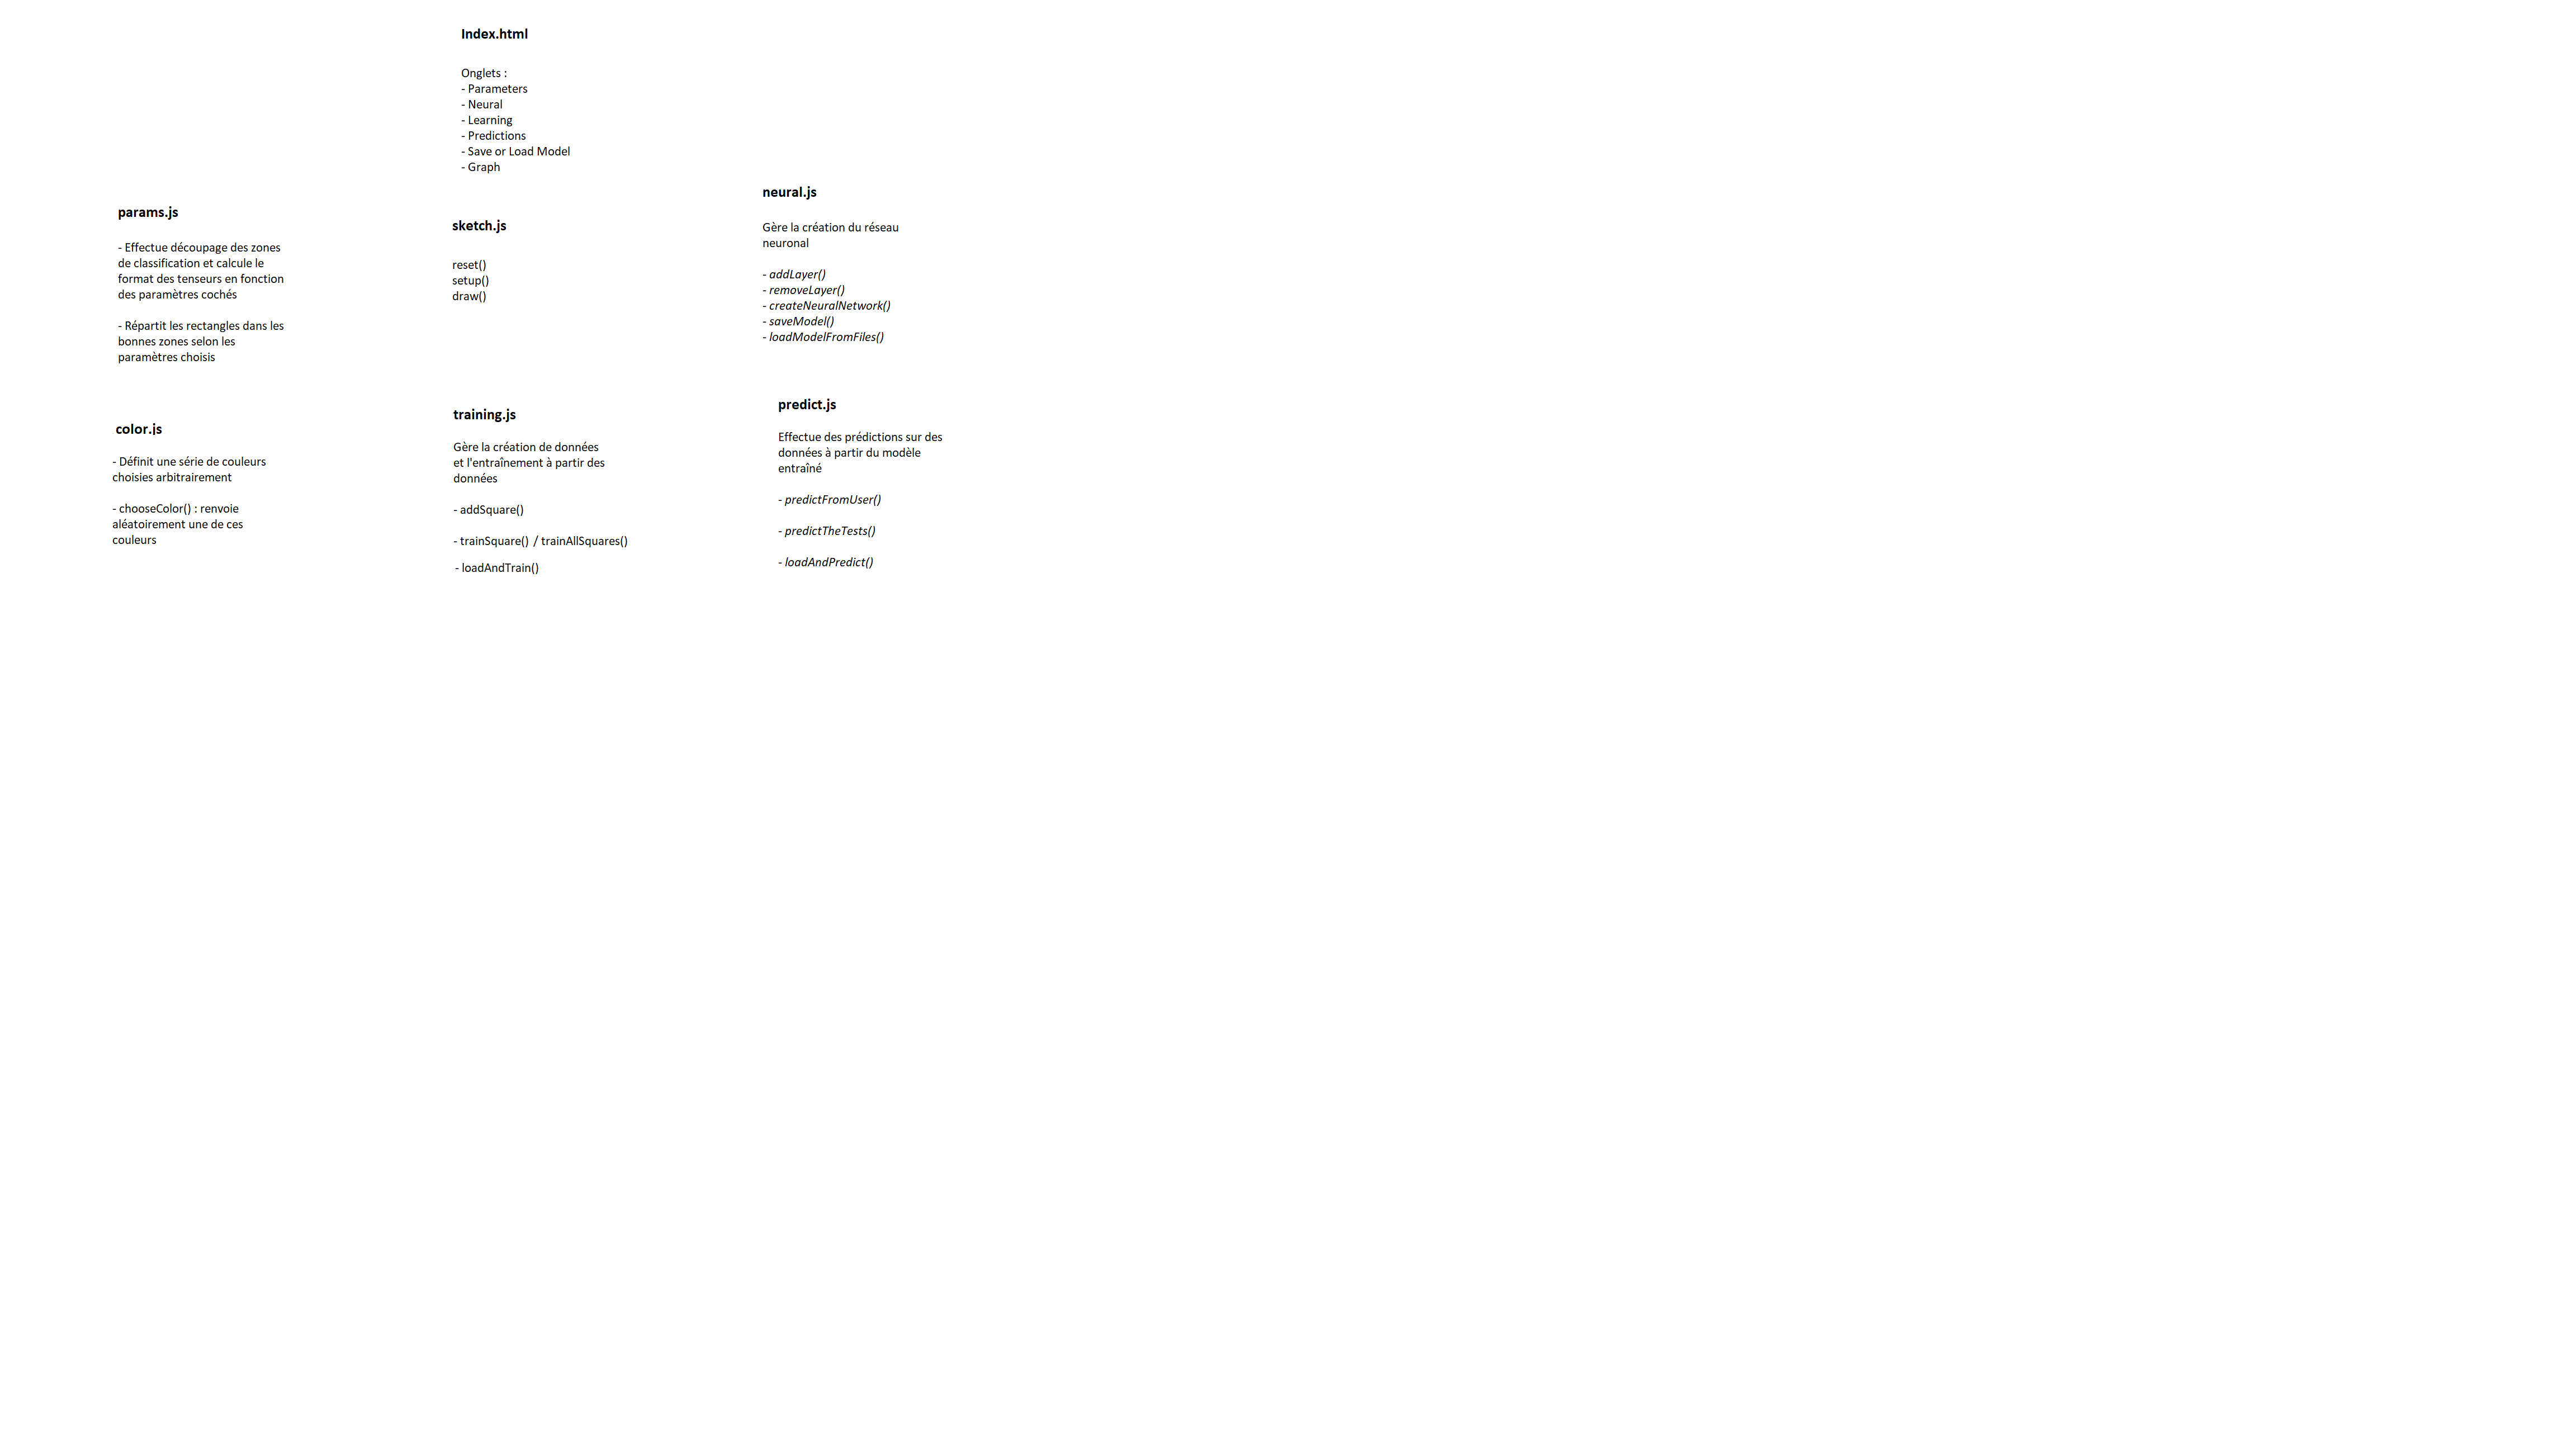 Index.html
Onglets :
- Parameters
- Neural
- Learning
- Predictions
- Save or Load Model
- Graph
params.js
- Effectue découpage des zones
de classification et calcule le
format des tenseurs en fonction
des paramètres cochés
- Répartit les rectangles dans les
bonnes zones selon les
paramètres choisis
sketch.js
reset()
setup()
draw()
neural.js
Gère la création du réseau
neuronal
- addLayer()
- removeLayer()
- createNeuralNetwork()
- saveModel()
- loadModelFromFiles()
color.js
- Définit une série de couleurs
choisies arbitrairement
- chooseColor() : renvoie
aléatoirement une de ces
couleurs
training.js
Gère la création de données
et l'entraînement à partir des
données
- addSquare()
- trainSquare() / trainAllSquares()
- loadAndTrain()
predict.js
Effectue des prédictions sur des
données à partir du modèle
entraîné
- predictFromUser()
- predictTheTests()
- loadAndPredict()